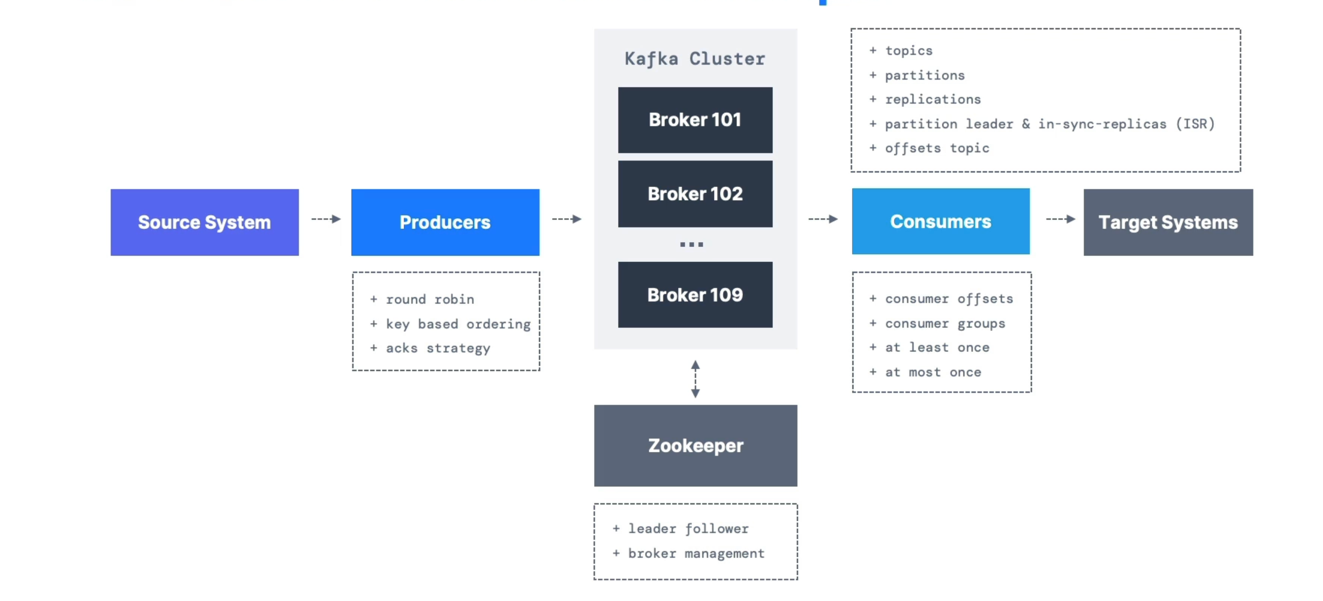 Kafka Cluster
Broker 101
Broker 102
...
Broker 109
+ topics
+ partitions
+ replications
+ partition leader & in-sync-replicas (ISR)
+ offsets topic
Source System
Producers
Consumers
Target Systems
+ round robin
+ key based ordering
+ acks strategy
+ consumer offsets
+ consumer groups
+ at least once
+ at most once
Zookeeper
+ leader follower
+ broker management